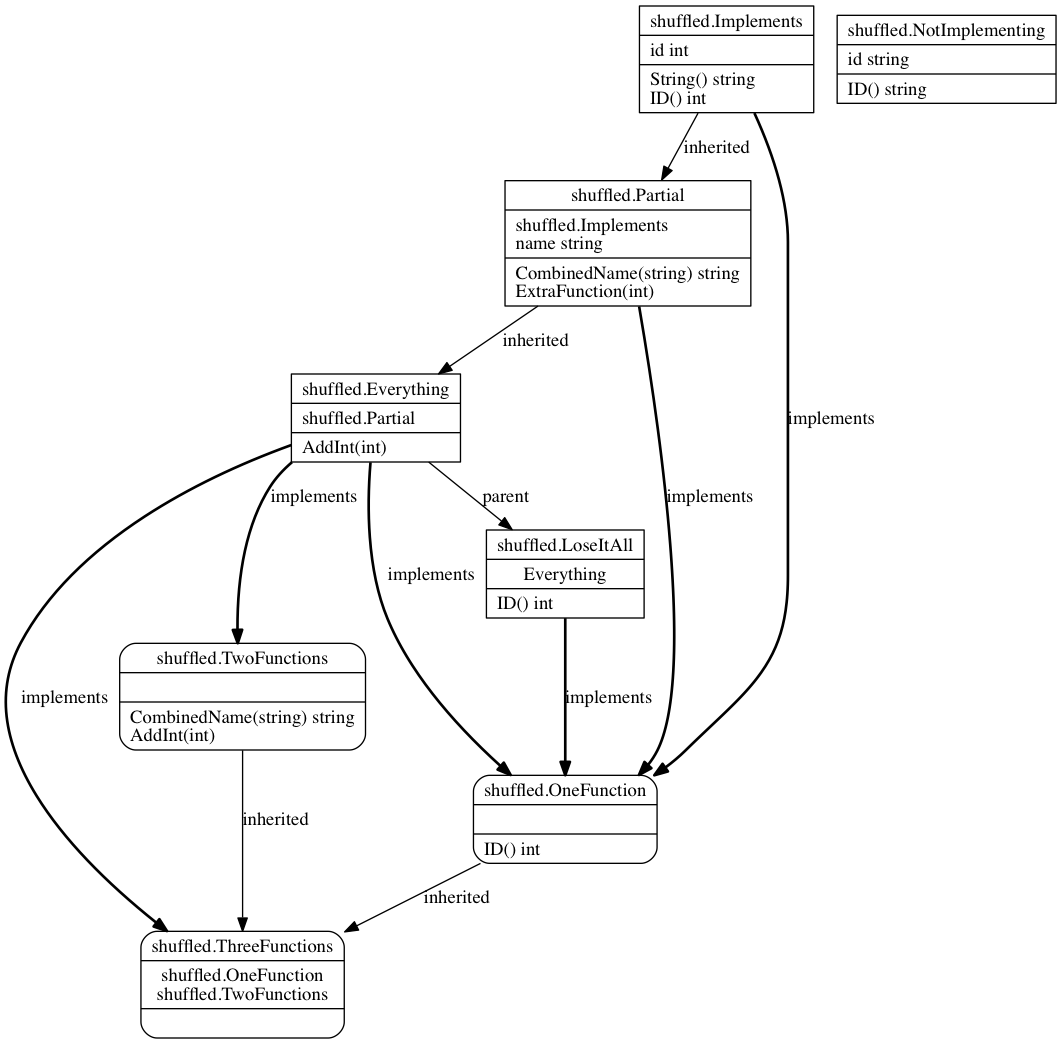 shuffled.Implements
id int
String() string
ID() int
shuffled.NotImplementing
id string
ID() string
inherited
shuffled.Partial
shuffled.Implements
name string
CombinedName(string) string
ExtraFunction(int)
inherited
shuffled.Everything
shuffled.Partial
AddInt(int)
implements
implements
parent
implements
shuffled.LoseItAll
Everything
ID() int
implements
shuffled.TwoFunctions
CombinedName(string) string
AddInt(int)
implements
implements
shuffled.OneFunction
ID() int
inherited
inherited
shuffled.ThreeFunctions
shuffled.OneFunction
shuffled.TwoFunctions